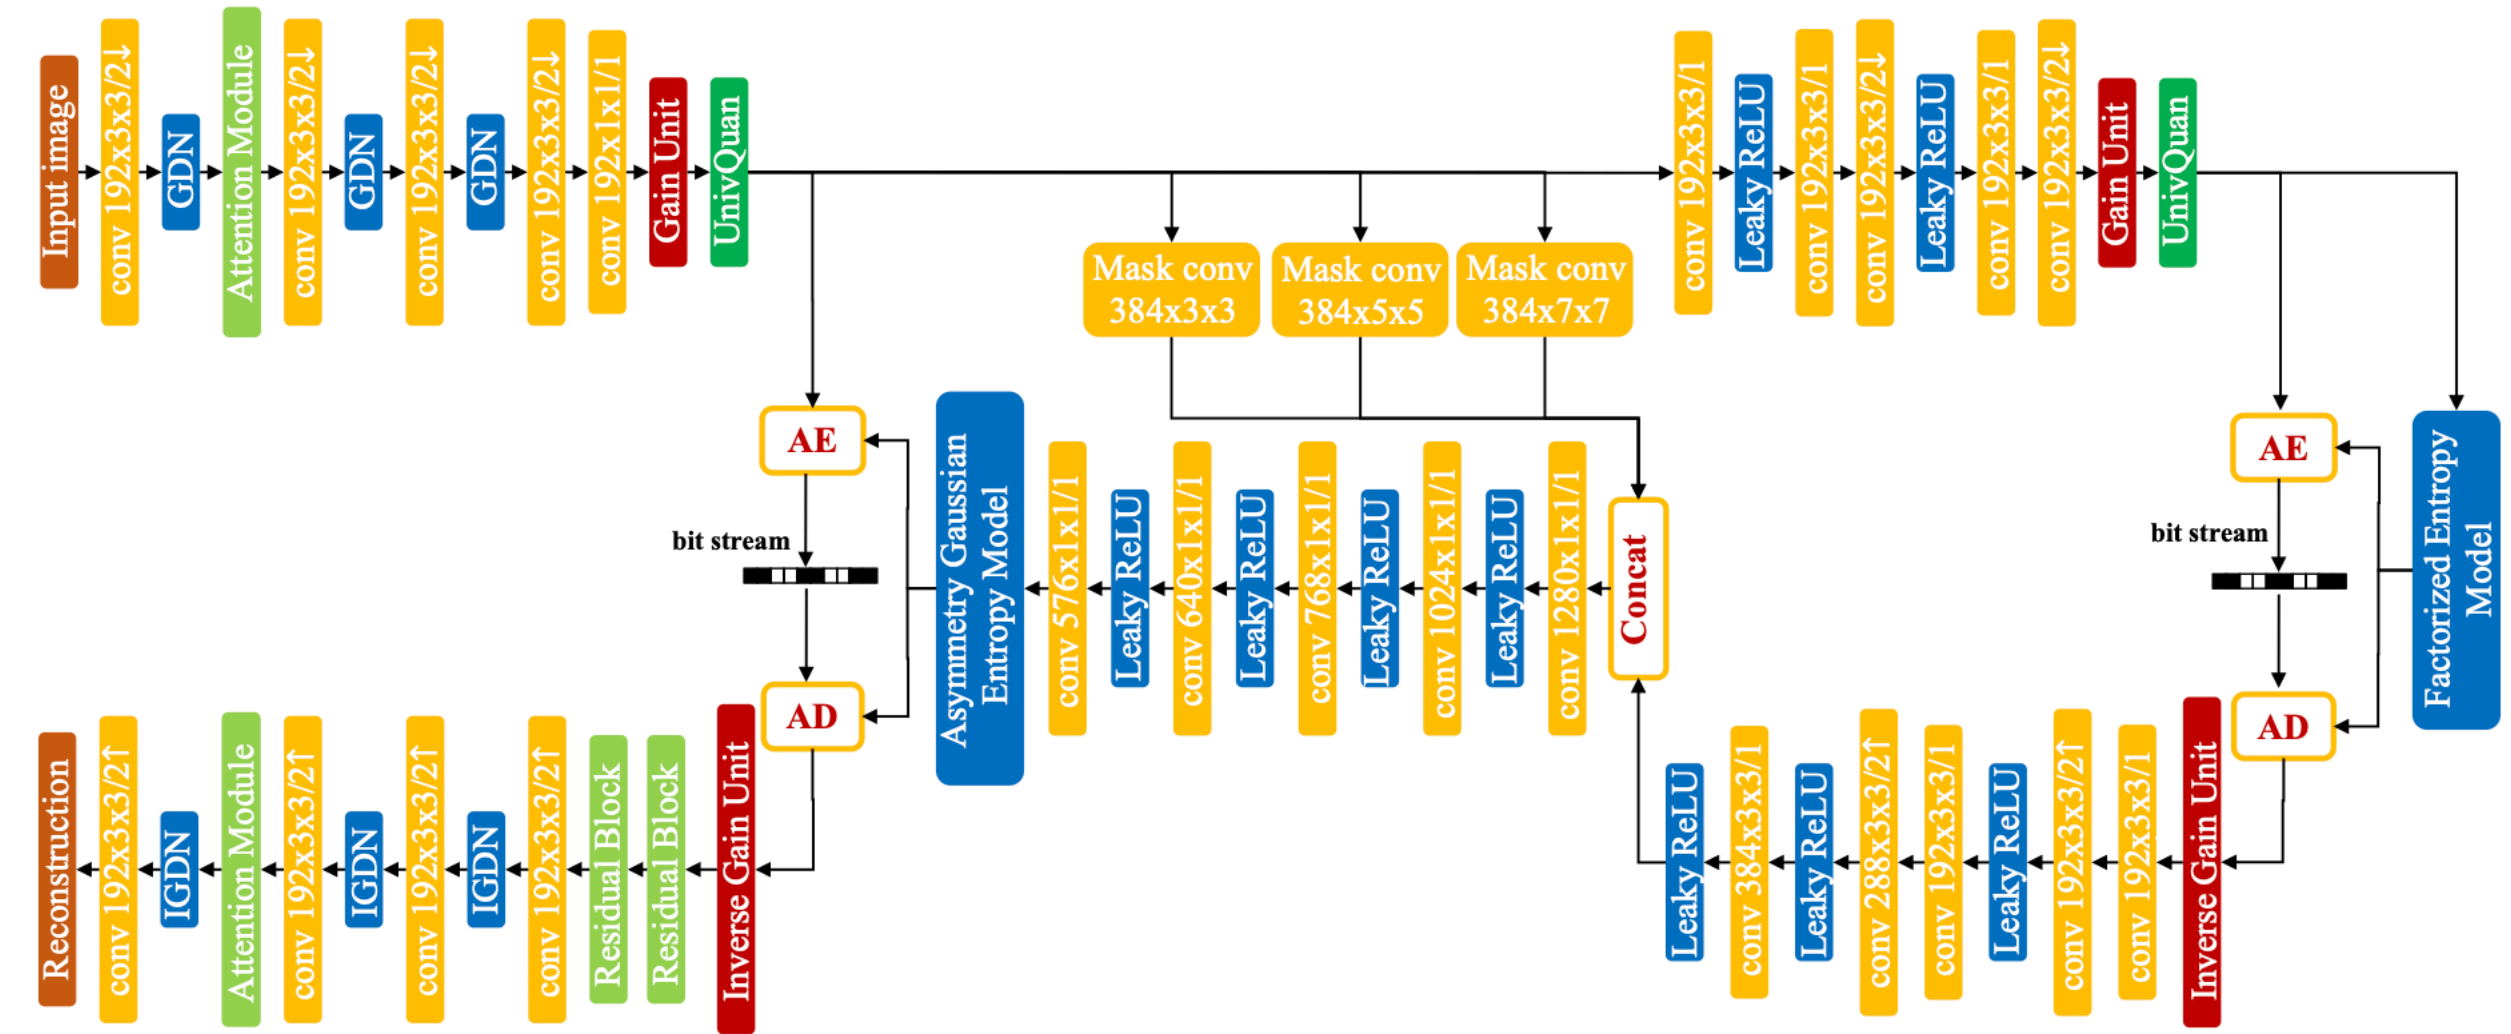 Input image
conv 192x3x3/2↓
GDN
Attention Module
conv 192x3x3/2↓
GDN
conv 192x3x3/2↓
GDN
conv 192x3x3/2↓
conv 192x1x1/1
Gain Unit
UnivQuan
conv 192x3x3/1
Leaky ReLU
conv 192x3x3/1
conv 192x3x3/2↓
Leaky ReLU
conv 192x3x3/1
conv 192x3x3/2↓
Gain Unit
UnivQuan
Mask conv
384x3x3
Mask conv
384x5x5
Mask conv
384x7x7
AE
bit stream
AD
Asymmetry Gaussian
Entropy Model
conv 576x1x1/1
Leaky ReLU
conv 640x1x1/1
Leaky ReLU
conv 768x1x1/1
Leaky ReLU
conv 1024x1x1/1
Leaky ReLU
conv 1280x1x1/1
Concat
AE
bit stream
AD
Factorized Entropy
Model
Reconstruction
conv 192x3x3/2↑
IGDN
Attention Module
conv 192x3x3/2↑
IGDN
conv 192x3x3/2↑
IGDN
conv 192x3x3/2↑
Residual Block
Residual Block
Inverse Gain Unit
Leaky ReLU
conv 384x3x3/1
Leaky ReLU
conv 288x3x3/2↑
conv 192x3x3/1
Leaky ReLU
conv 192x3x3/2↑
conv 192x3x3/1
Inverse Gain Unit